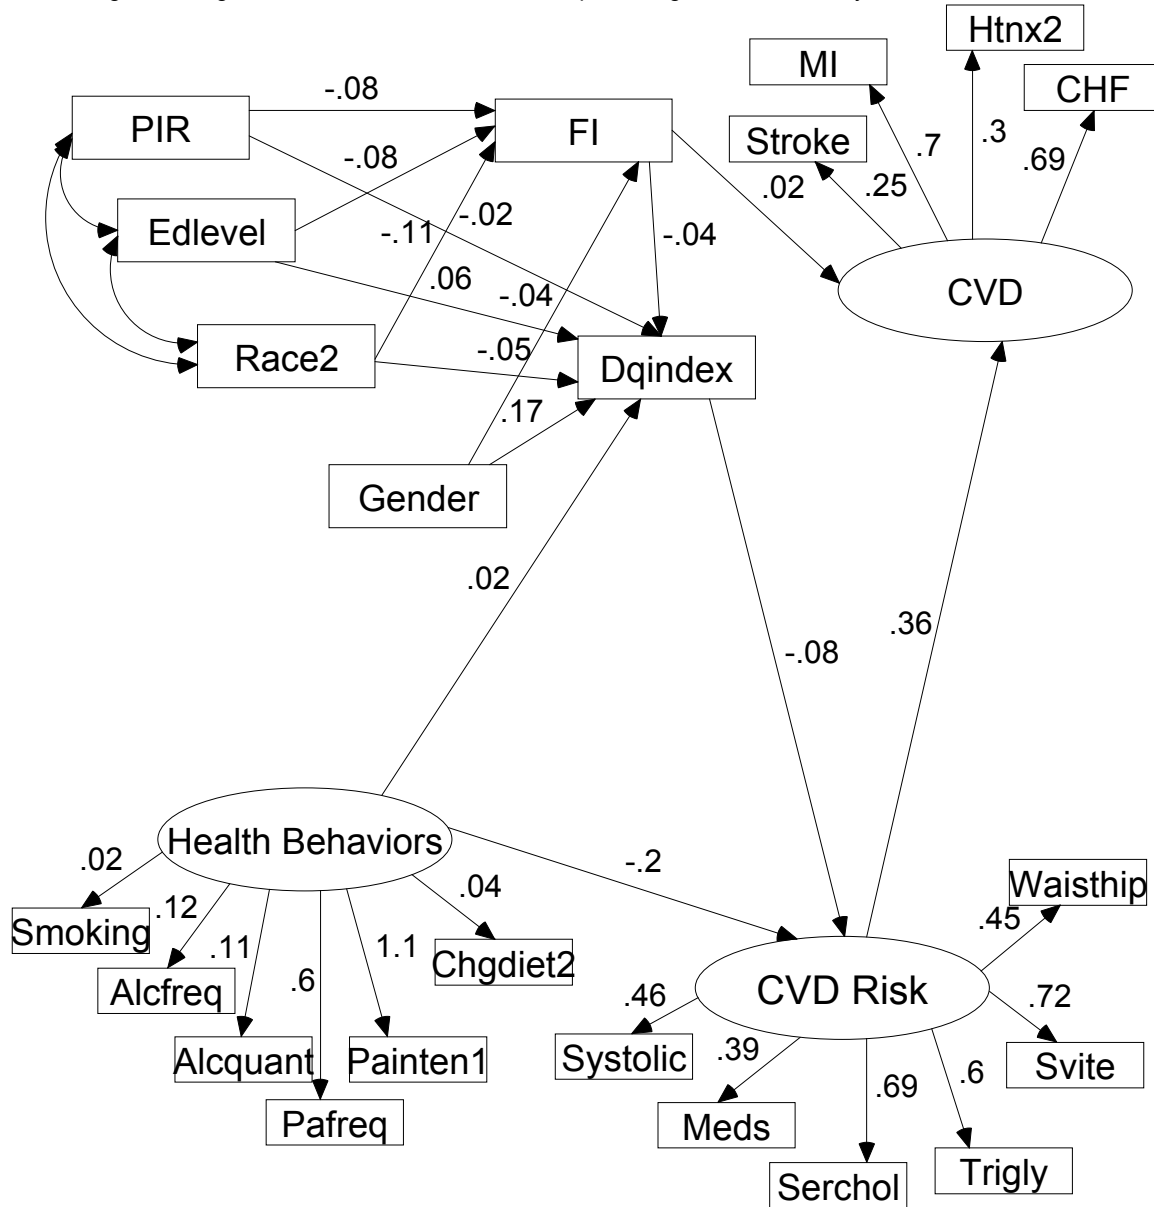 Htnx2
MI
CHF
-.08
PIR
FI
Stroke
.3
.7
.69
-.08
.02
.25
Edlevel
-.02
-.11
-.04
.06
-.04
CVD
Race2
-.05
Dqindex
.17
Gender
.02
.36
-.08
Health Behaviors
-.2
.02
.04
Waisthip
.12
.45
Smoking
.11
1.1
Chgdiet2
.6
Alcfreq
CVD Risk
.46
.72
Alcquant
Painten1
Systolic
.39
.6
Svite
.69
Pafreq
Meds
Trigly
Serchol